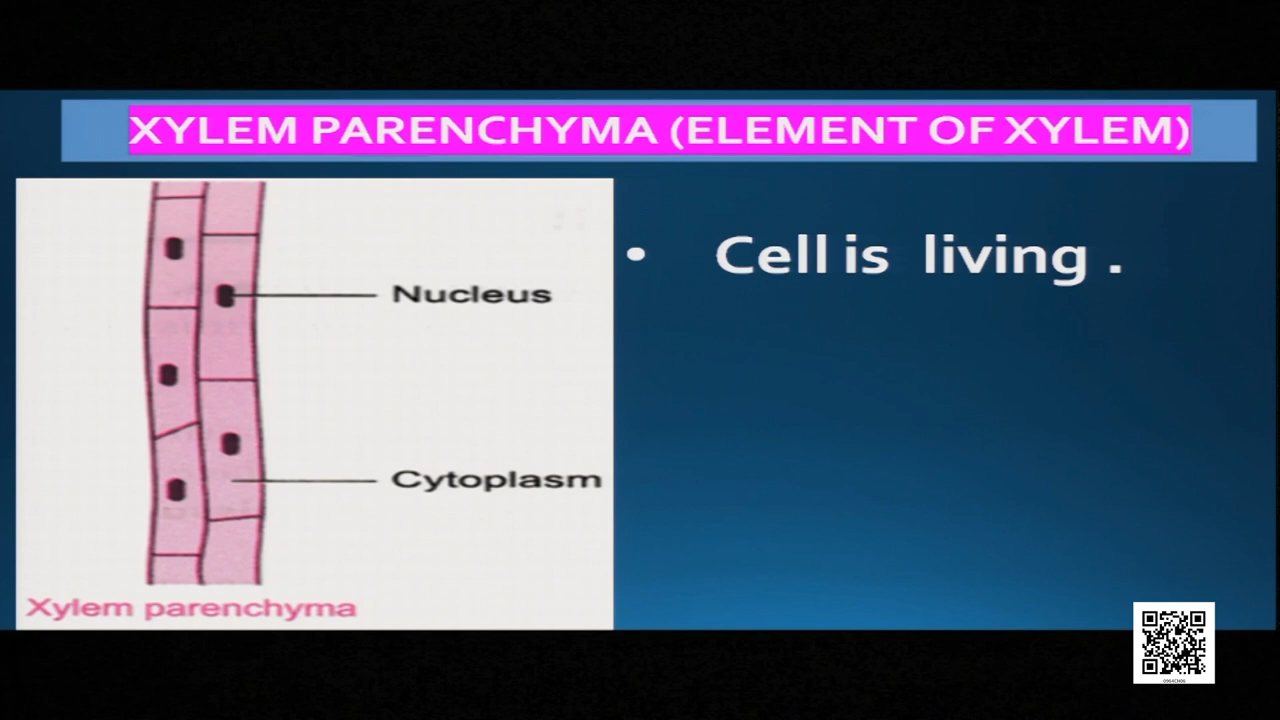 XYLEM PARENCHYMA (ELEMENT OF XYLEM)
• Cell is living .
Nucleus
Cytoplasm
Xylem parenchyma